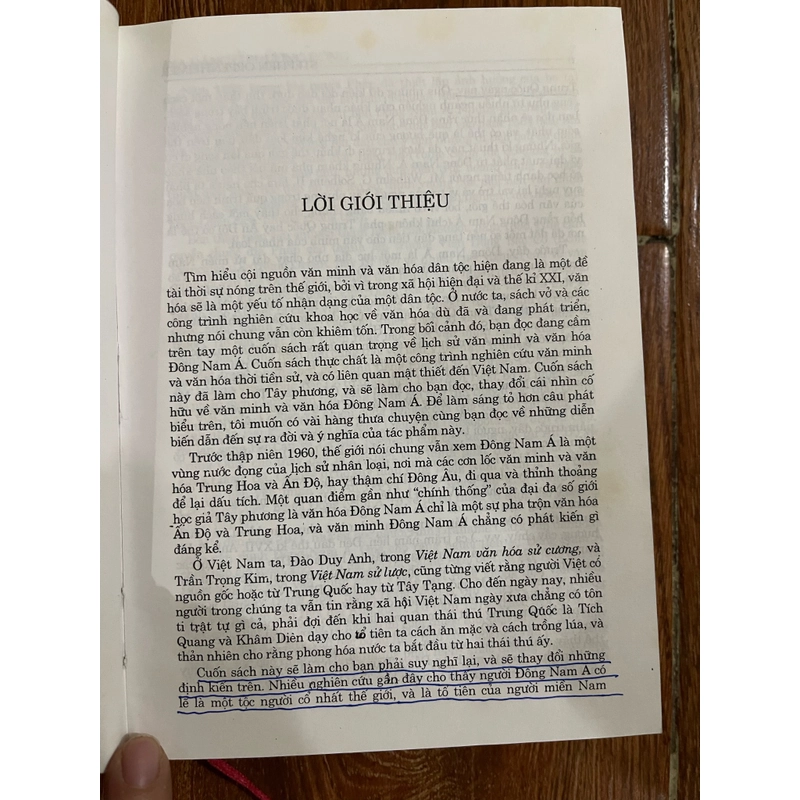 LỜI GIỚI THIỆU
Tìm hiểu cội nguồn văn minh và văn hóa dân tộc hiện đang là một đề
tài thời sự nóng trên thế giới, bởi vì trong xã hội hiện đại và thế kỉ XXI, văn
hóa sẽ là một yếu tố nhận dạng của một dân tộc. Ở nước ta, sách vở và các
công trình nghiên cứu khoa học về văn hóa dù đã và đang phát triển,
nhưng nói chung vẫn còn khiêm tốn. Trong bối cảnh đó, bạn đọc đang cầm
trên tay một cuốn sách rất quan trọng về lịch sử văn minh và văn hóa
Đông Nam Á. Cuốn sách thực chất là một công trình nghiên cứu văn minh
và văn hóa thời tiền sử, và có liên quan mật thiết đến Việt Nam. Cuốn sách
này đã làm cho Tây phương, và sẽ làm cho bạn đọc, thay đổi cái nhìn cố
hữu về văn minh và văn hóa Đông Nam Á. Để làm sáng tỏ hơn câu phát
biểu trên, tôi muốn có vài hàng thưa chuyện cùng bạn đọc về những diễn
biến dẫn đến sự ra đời và ý nghĩa của tác phẩm này.
Trước thập niên 1960, thế giới nói chung vẫn xem Đông Nam Á là một
vùng nước đọng của lịch sử nhân loại, nơi mà các cơn lốc văn minh và văn
hóa Trung Hoa và Ấn Độ, hay thậm chí Đông Âu, đi qua và thỉnh thoảng
để lại dấu tích. Một quan điểm gần như "chính thống" của đại đa số giới
học giả Tây phương là văn hóa Đông Nam Á chỉ là một sự pha trộn văn hóa
Ấn Độ và Trung Hoa, và văn minh Đông Nam Á chẳng có phát kiến gì
đáng kể.
Ở Việt Nam ta, Đào Duy Anh, trong Việt Nam văn hóa sử cương, và
Trần Trọng Kim, trong Việt Nam sử lược, cũng từng viết rằng người Việt có
nguồn gốc hoặc từ Trung Quốc hay từ Tây Tạng. Cho đến ngày nay, nhiều
người trong chúng ta vẫn tin rằng xã hội Việt Nam ngày xưa chẳng có tôn
ti trật tự gì cả, phải đợi đến khi hai quan thái thú Trung Quốc là Tích
Quang và Khâm Diên dạy cho tổ tiên ta cách ăn mặc và cách trồng lúa, và
thản nhiên cho rằng phong hóa nước ta bắt đầu từ hai thái thú ấy.
Cuốn sách này sẽ làm cho bạn phải suy nghĩ lại, và sẽ thay đổi những
định kiến trên. Nhiều nghiên cứu gần đây cho thấy người Đông Nam Á có
lẽ là một tộc người cổ nhất thế giới, và là tổ tiên của người miền Nam